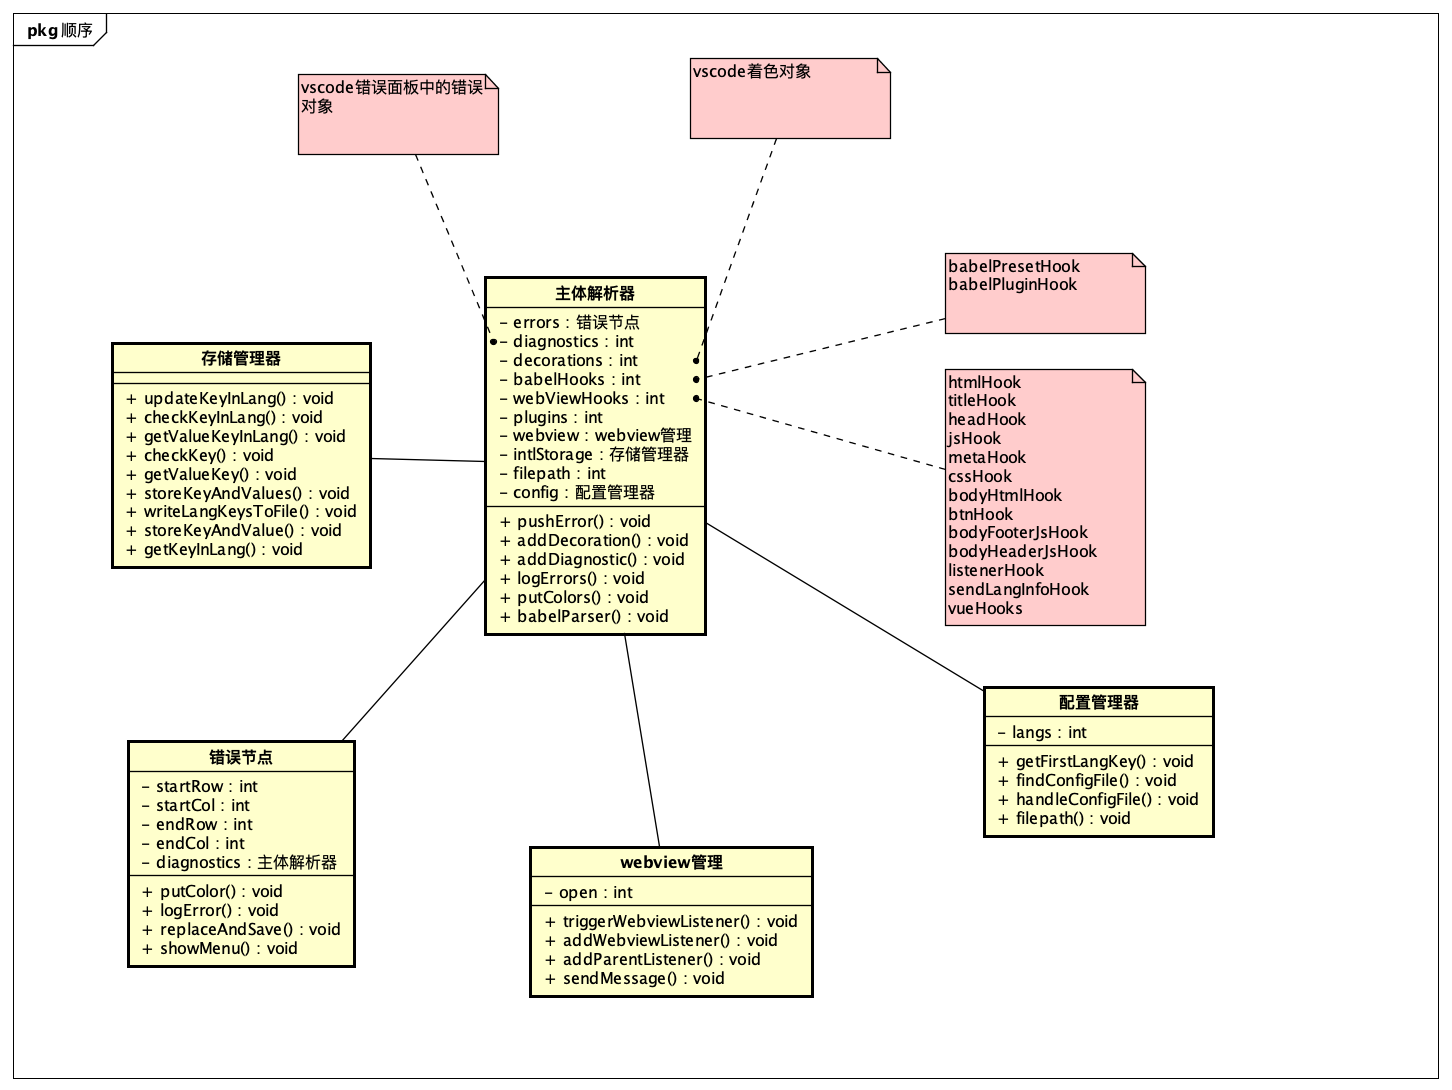 pkg 顺序
vscode错误面板中的错误
对象
vscode着色对象
babelPresetHook
babelPluginHook
htmlHook
titleHook
headHook
jsHook
metaHook
cssHook
bodyHtmlHook
btnHook
bodyFooterJsHook
bodyHeaderJsHook
listenerHook
sendLangInfoHook
vueHooks
主体解析器
- errors : 错误节点
- diagnostics : int
- decorations : int
- babelHooks : int
- webViewHooks : int
- plugins : int
- webview : webview管理
- intlStorage : 存储管理器
- filepath : int
- config : 配置管理器
+ pushError() : void
+ addDecoration() : void
+ addDiagnostic() : void
+ logErrors() : void
+ putColors() : void
+ babelParser() : void
存储管理器
+ updateKeyInLang() : void
+ checkKeyInLang() : void
+ getValueKeyInLang() : void
+ checkKey() : void
+ getValueKey() : void
+ storeKeyAndValues() : void
+ writeLangKeysToFile() : void
+ storeKeyAndValue() : void
+ getKeyInLang() : void
配置管理器
- langs : int
+ getFirstLangKey() : void
+ findConfigFile() : void
+ handleConfigFile() : void
+ filepath() : void
错误节点
- startRow : int
- startCol : int
- endRow : int
- endCol : int
- diagnostics : 主体解析器
+ putColor() : void
+ logError() : void
+ replaceAndSave() : void
+ showMenu() : void
webview管理
- open : int
+ triggerWebviewListener() : void
+ addWebviewListener() : void
+ addParentListener() : void
+ sendMessage() : void